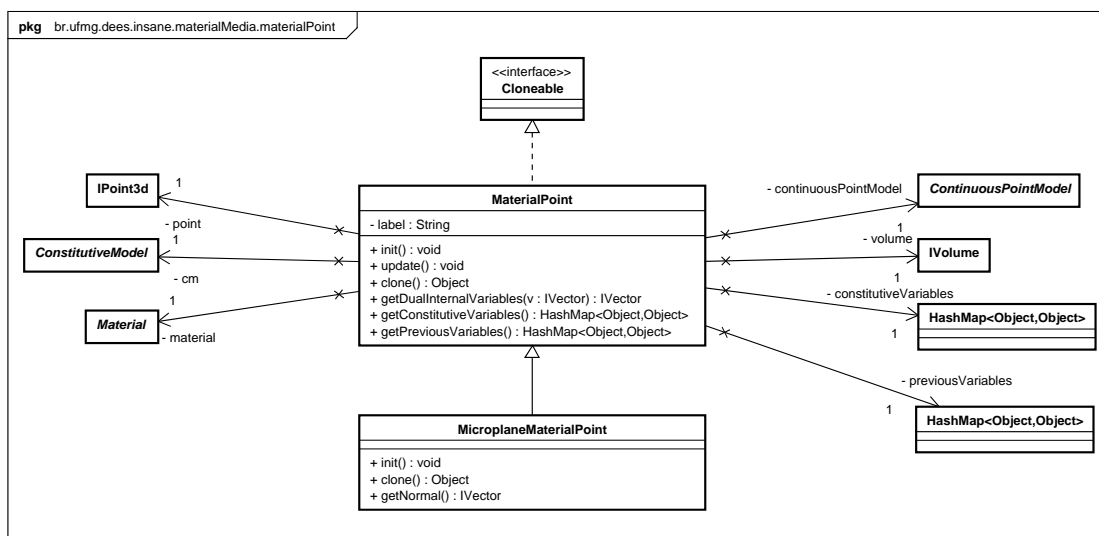 pkg br.ufmg.dees.insane.materialMedia.materialPoint
<<interface>>
Cloneable
IPoint3d
1
- point
ConstitutiveModel
1
- cm
Material
1
- material
MaterialPoint
- label : String
+ init() : void
+ update() : void
+ clone() : Object
+ getDualInternalVariables(v : IVector) : IVector
+ getConstitutiveVariables() : HashMap<Object,Object>
+ getPreviousVariables() : HashMap<Object,Object>
- continuousPointModel
ContinuousPointModel
1
- volume
IVolume
1
- constitutiveVariables
HashMap<Object,Object>
1
- previousVariables
1
HashMap<Object,Object>
MicroplaneMaterialPoint
+ init() : void
+ clone() : Object
+ getNormal() : IVector